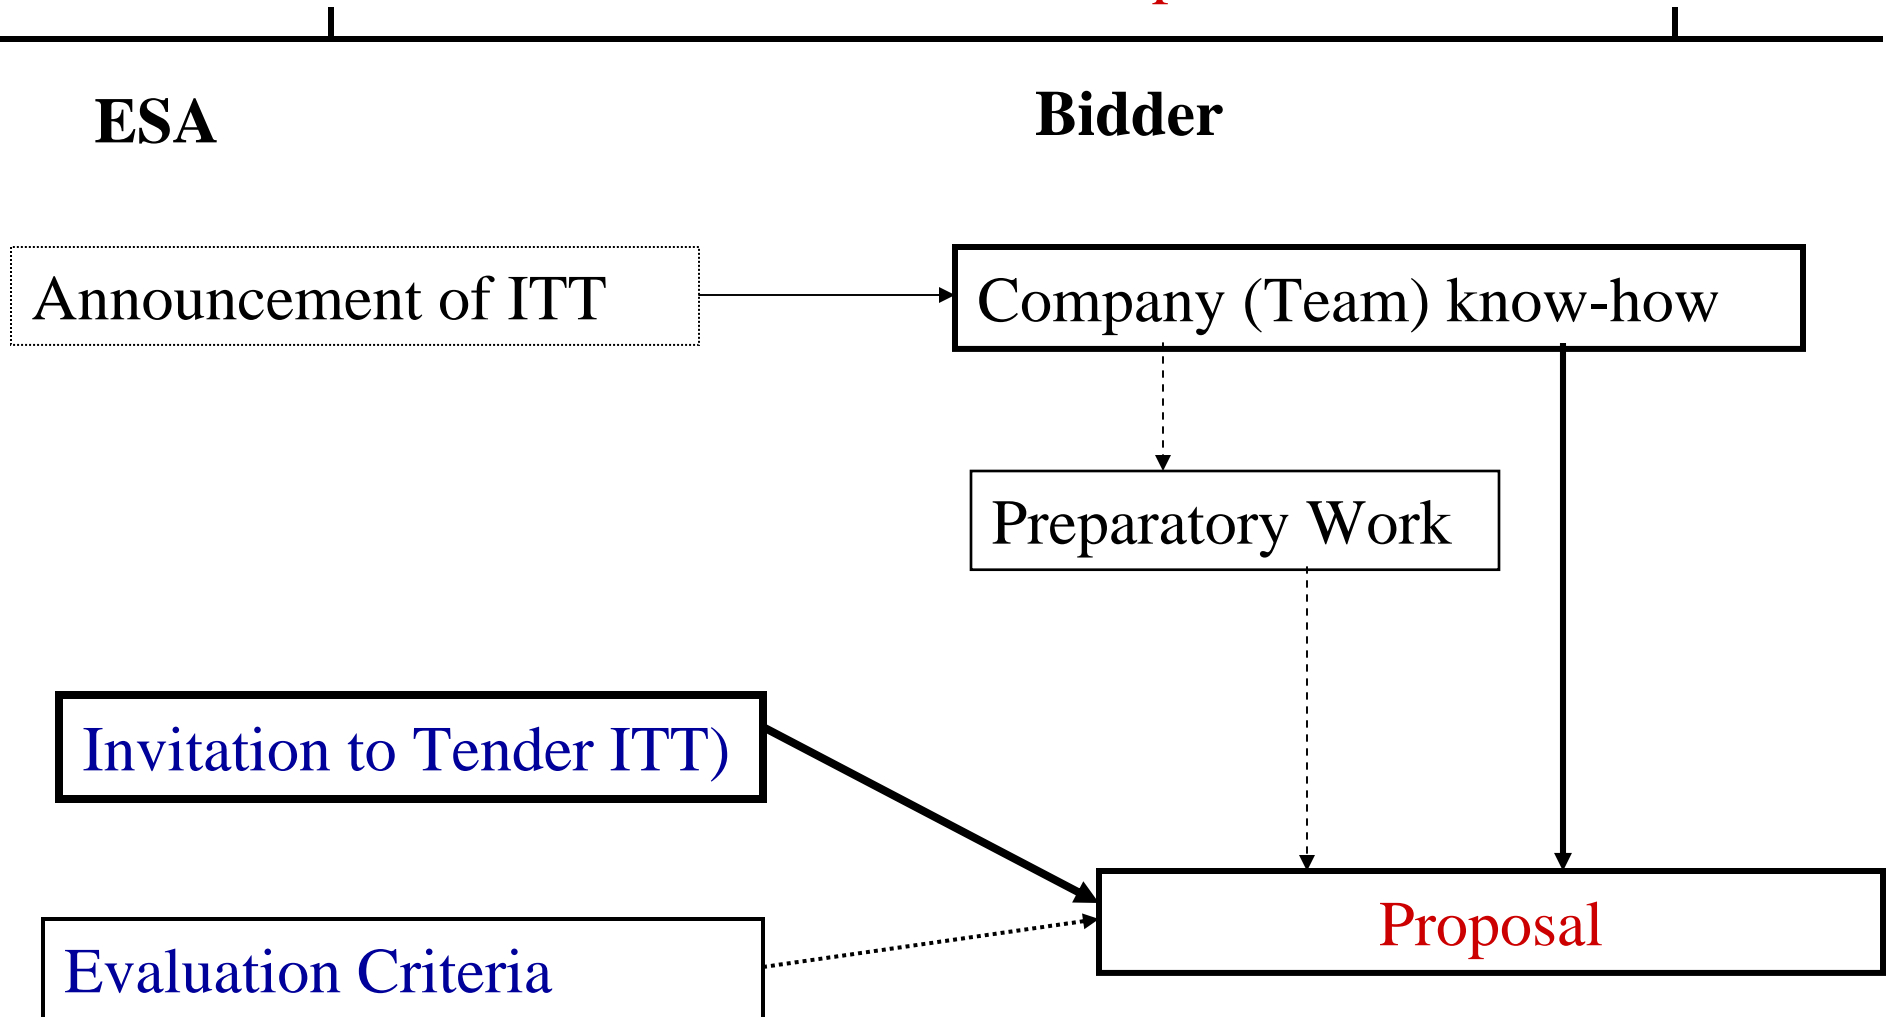 ESA
Bidder
Announcement of ITT
Company (Team) know-how
Preparatory Work
Invitation to Tender ITT)
Proposal
Evaluation Criteria